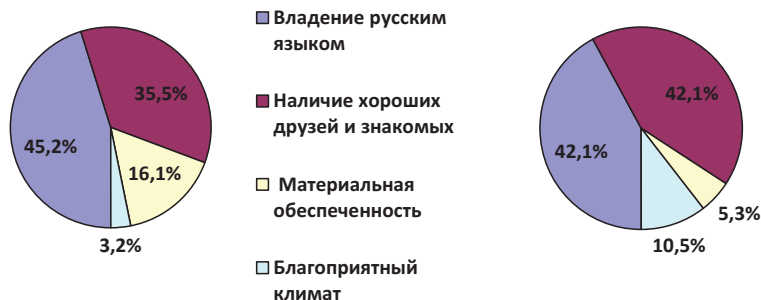 45,2%
35,5%
16,1%
3,2%
Владение русским
языком
Наличие хороших
друзей и знакомых
Материальная
обеспеченность
Благоприятный
климат
42,1%
42,1%
5,3%
10,5%